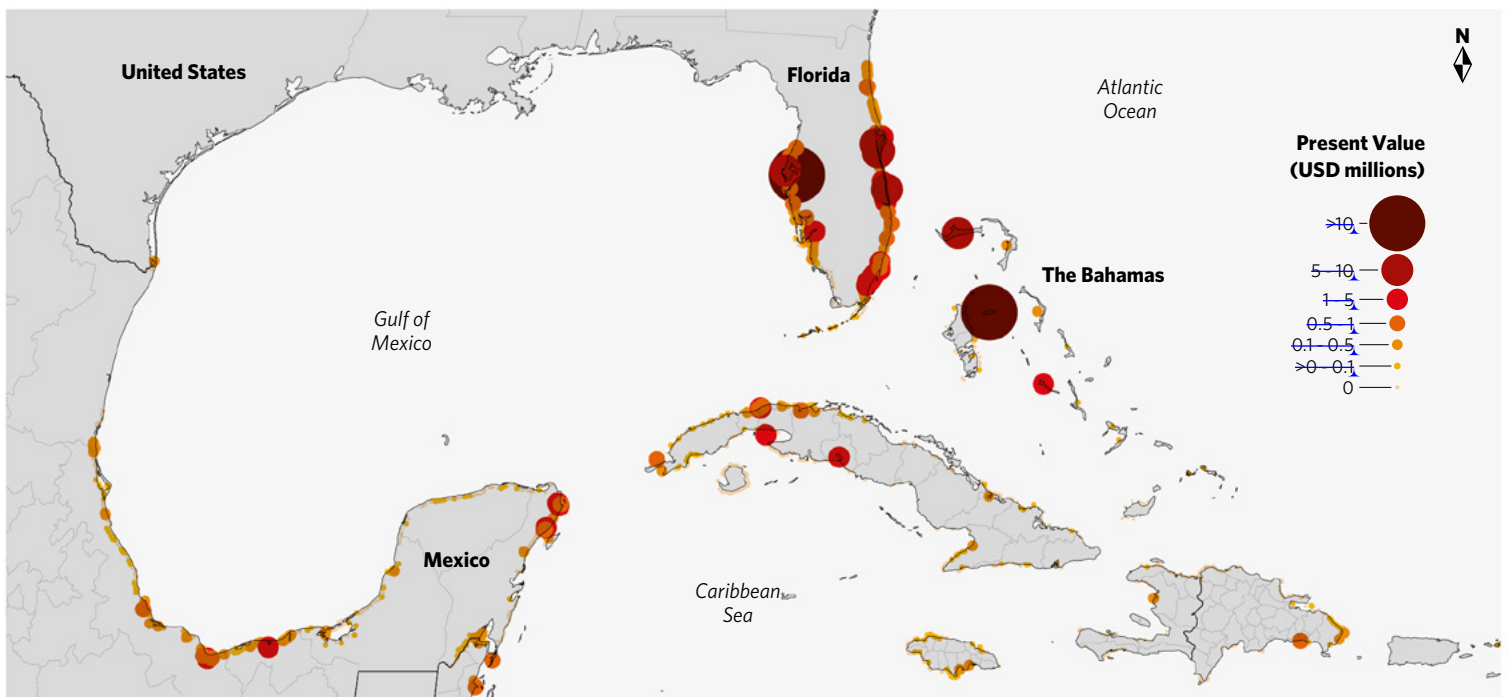 United States
Florida
Atlantic
Ocean
N
Present Value
(USD millions)
>10
5 - 10
1 - 5
0.5 - 1
0.1 - 0.5
>0 - 0.1
0
The Bahamas
Gulf of
Mexico
Mexico
Caribbean
Sea